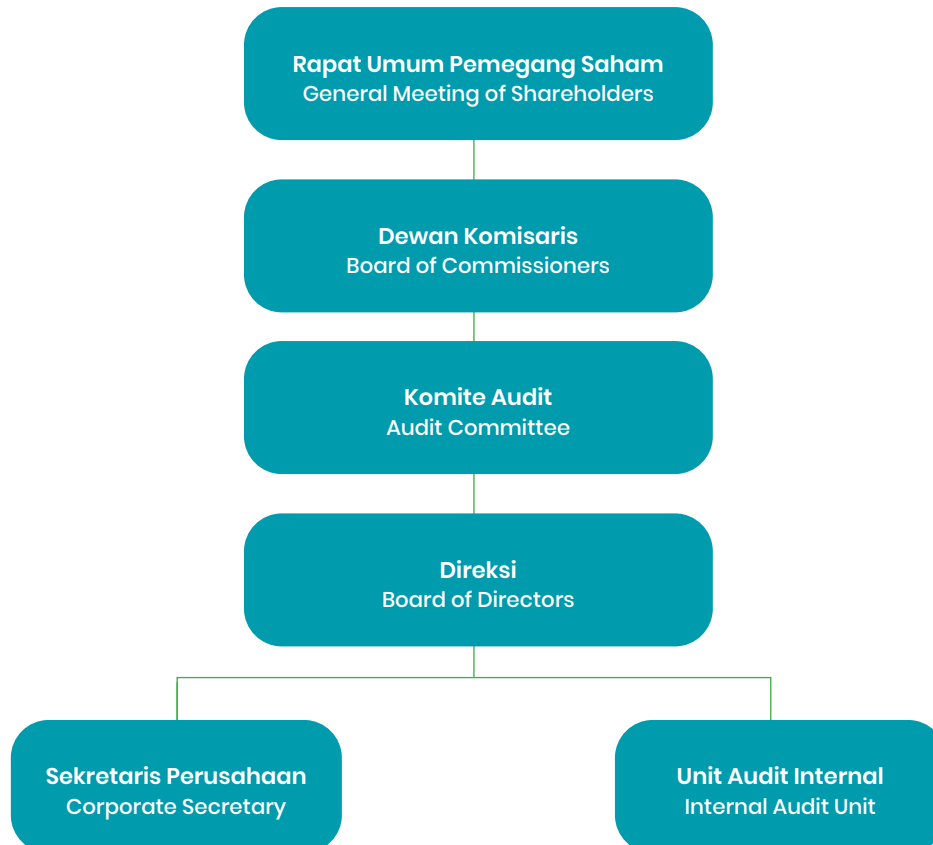 Rapat Umum Pemegang Saham
General Meeting of Shareholders
Dewan Komisaris
Board of Commissioners
Komite Audit
Audit Committee
Direksi
Board of Directors
Sekretaris Perusahaan
Corporate Secretary
Unit Audit Internal
Internal Audit Unit